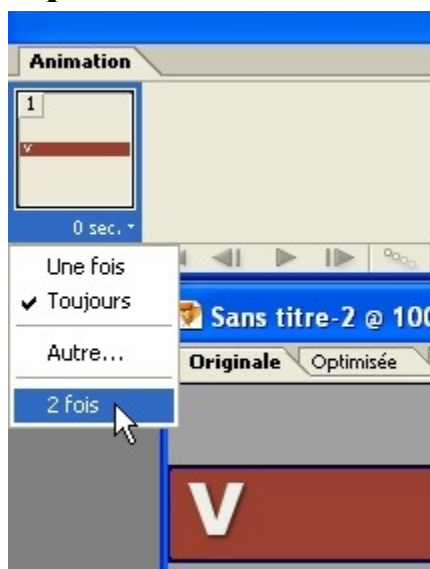 Animation
1
v
0 sec.
Une fois
Toujours
Autre...
2 fois
Sans titre-2 @ 100
Originale Optimisée
V